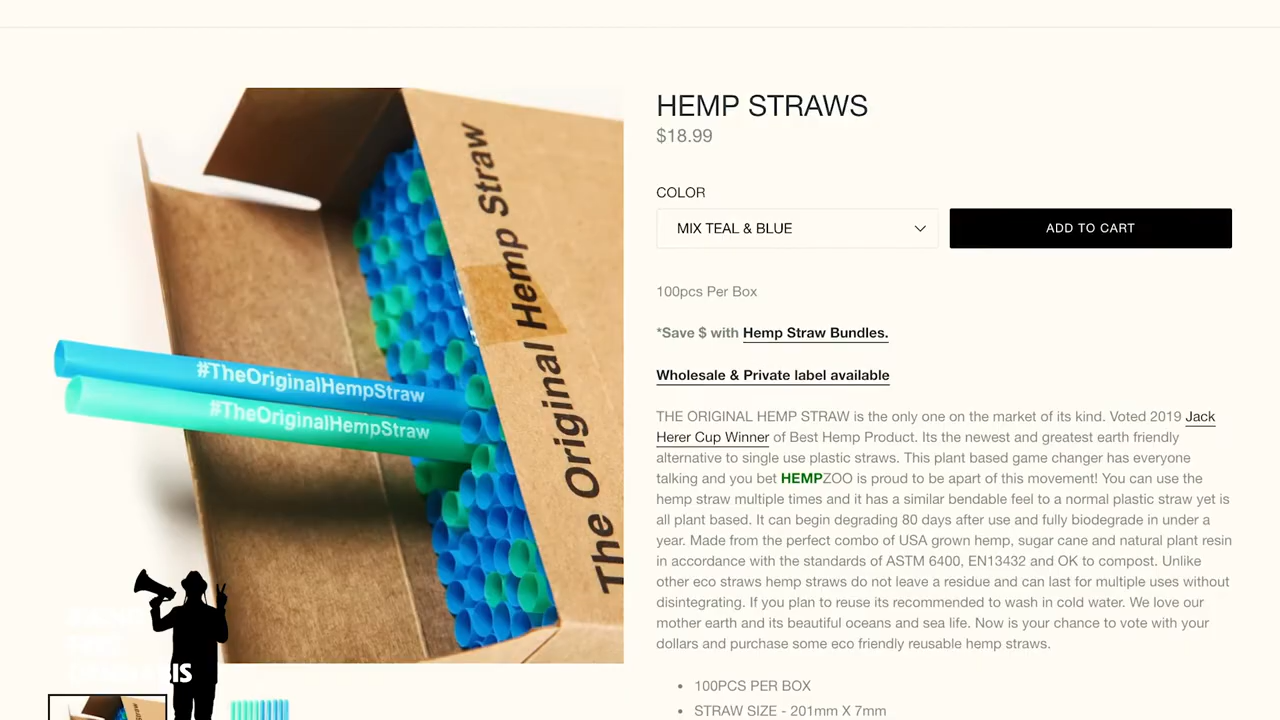 HEMP STRAWS
$18.99
COLOR
MIX TEAL & BLUE
ADD TO CART
100pcs Per Box
*Save $ with Hemp Straw Bundles.
Wholesale & Private label available
THE ORIGINAL HEMP STRAW is the only one on the market of its kind. Voted 2019 Jack
Herer Cup Winner of Best Hemp Product. Its the newest and greatest earth friendly
alternative to single use plastic straws. This plant based game changer has everyone
talking and you bet HEMPZOO is proud to be apart of this movement! You can use the
hemp straw multiple times and it has a similar bendable feel to a normal plastic straw yet is
all plant based. It can begin degrading 80 days after use and fully biodegrade in under a
year. Made from the perfect combo of USA grown hemp, sugar cane and natural plant resin
in accordance with the standards of ASTM 6400, EN13432 and OK to compost. Unlike
other eco straws hemp straws do not leave a residue and can last for multiple uses without
disintegrating. If you plan to reuse its recommended to wash in cold water. We love our
mother earth and its beautiful oceans and sea life. Now is your chance to vote with your
dollars and purchase some eco friendly reusable hemp straws.
100PCS PER BOX
STRAW SIZE - 201mm X 7mm
The Original Hemp Straw
#TheOriginalHempStraw
#TheOriginalHempStraw